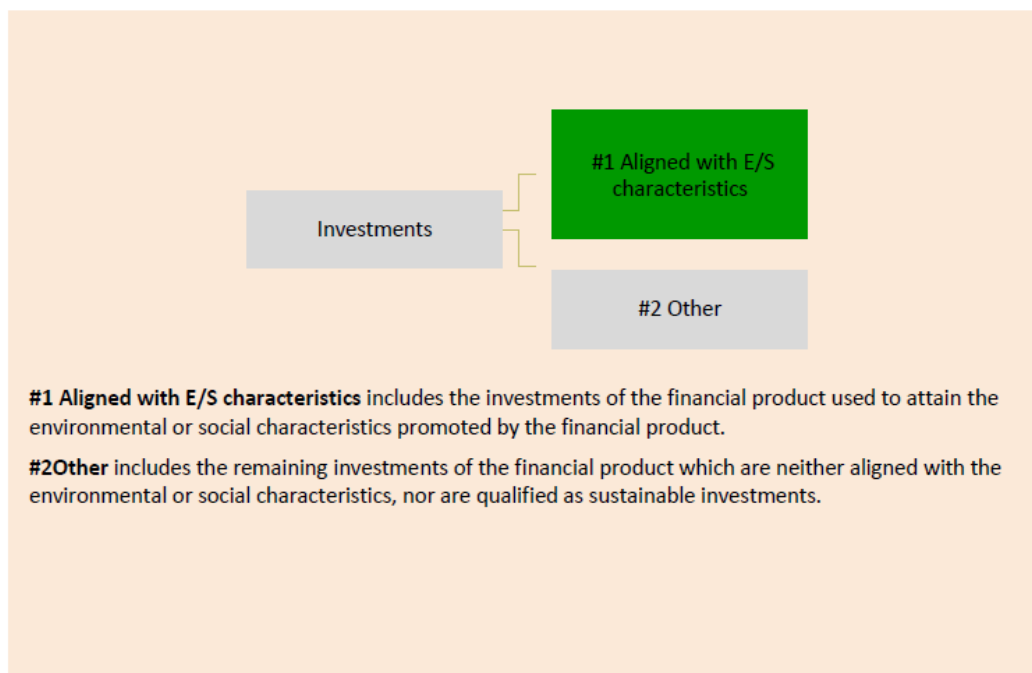 #1 Aligned with E/S
characteristics
Investments
#2 Other
#1 Aligned with E/S characteristics includes the investments of the financial product used to attain the
environmental or social characteristics promoted by the financial product.
#2Other includes the remaining investments of the financial product which are neither aligned with the
environmental or social characteristics, nor are qualified as sustainable investments.